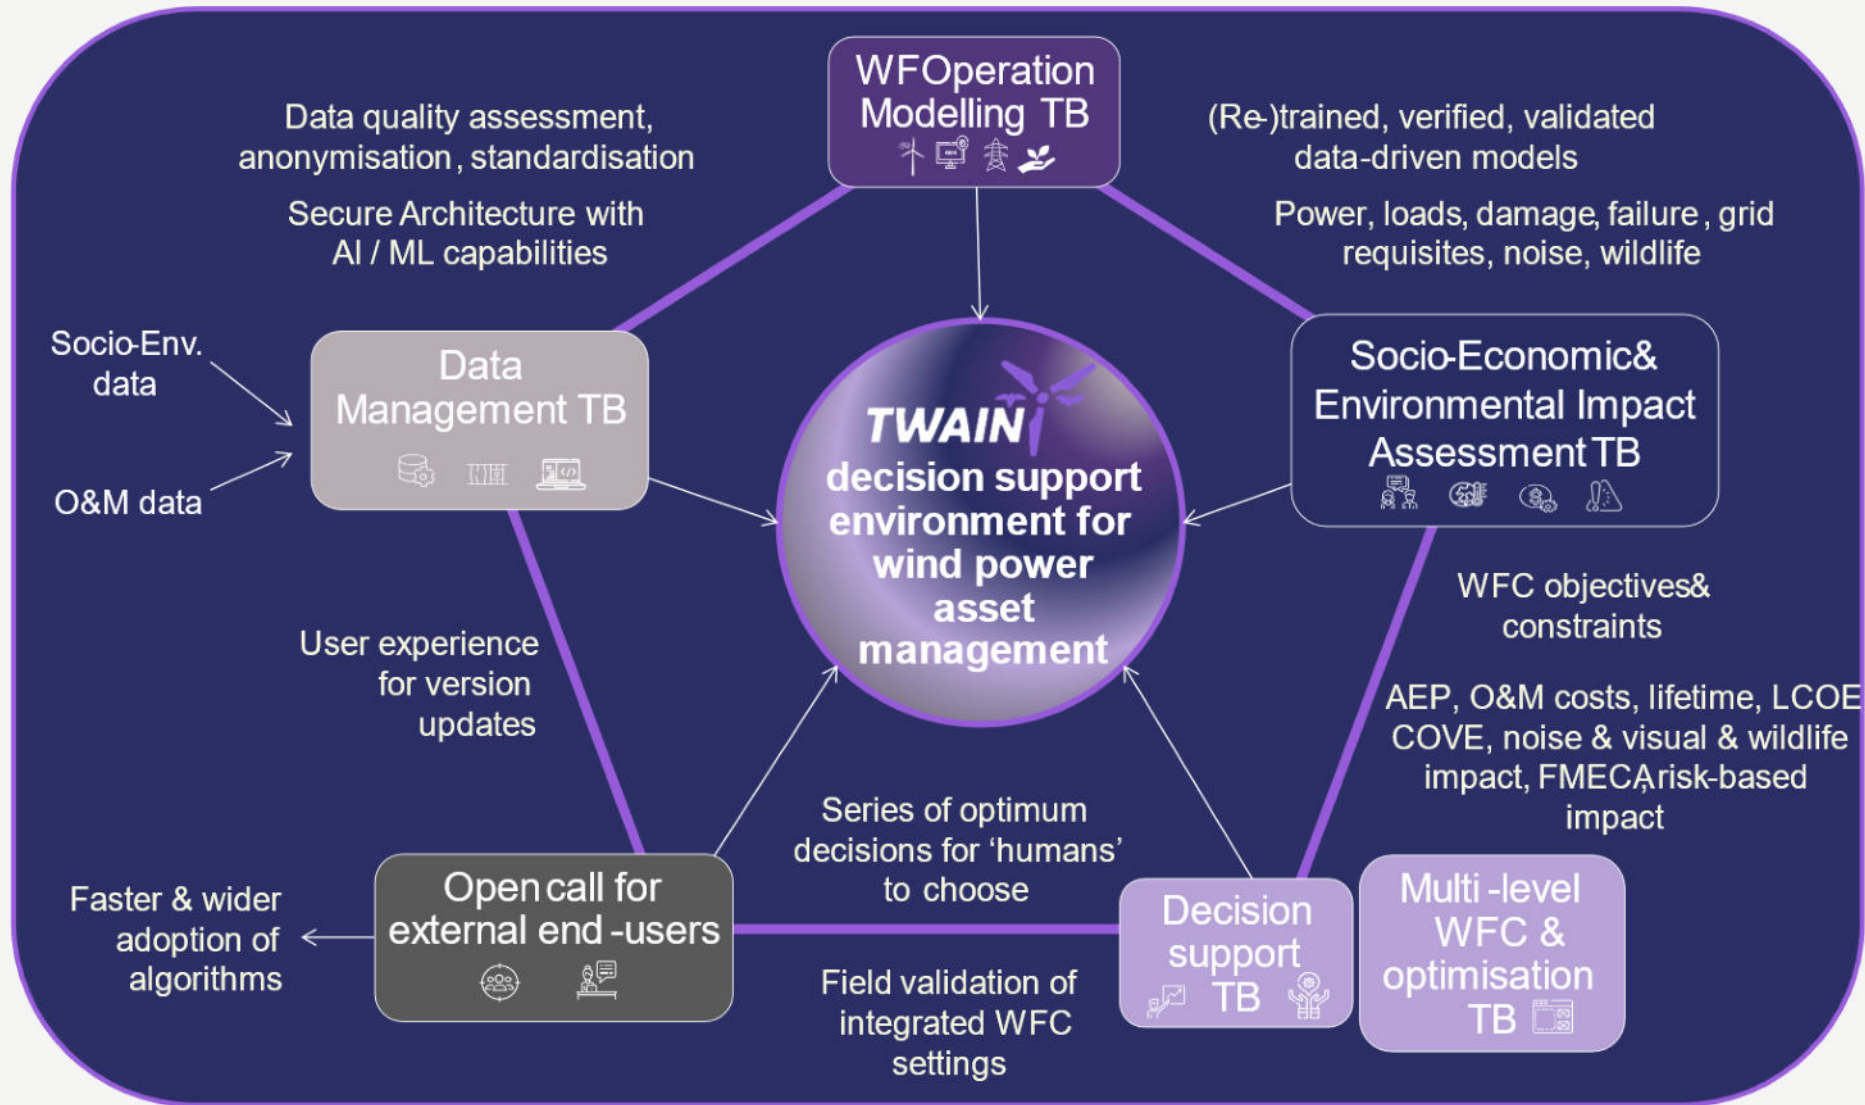 WFOperation
Modelling TB
Data quality assessment,
anonymisation, standardisation
Secure Architecture with
AI / ML capabilities
(Re-)trained, verified, validated
data-driven models
Power, loads, damage, failure, grid
requisites, noise, wildlife
Socio-Env.
data
O&M data
Data
Management TB
TWAIN
decision support
environment for
wind power
asset
management
Socio-Economic&
Environmental Impact
Assessment TB
WFC objectives&
constraints
AEP, O&M costs, lifetime, LCOE
COVE, noise & visual & wildlife
impact, FMECA, risk-based
impact
User experience
for version
updates
Series of optimum
decisions for ‘humans’
to choose
Faster & wider
adoption of
algorithms
Open call for
external end-users
Field validation of
integrated WFC
settings
Decision
support
TB
Multi-level
WFC &
optimisation
TB